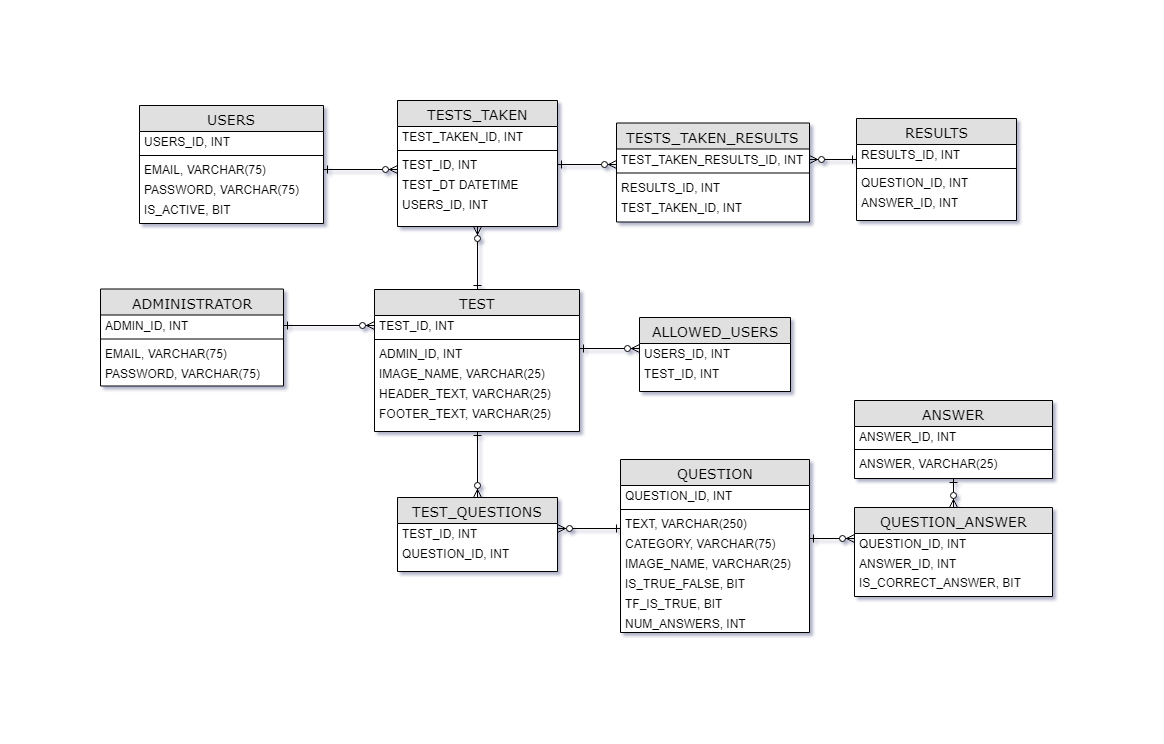 USERS
USERS_ID, INT
EMAIL, VARCHAR(75)
PASSWORD, VARCHAR(75)
IS_ACTIVE, BIT
TESTS_TAKEN
TEST_TAKEN_ID, INT
TEST_ID, INT
TEST_DT DATETIME
USERS_ID, INT
TESTS_TAKEN_RESULTS
TEST_TAKEN_RESULTS_ID, INT
RESULTS_ID, INT
TEST_TAKEN_ID, INT
RESULTS
RESULTS_ID, INT
QUESTION_ID, INT
ANSWER_ID, INT
ADMINISTRATOR
ADMIN_ID, INT
EMAIL, VARCHAR(75)
PASSWORD, VARCHAR(75)
TEST
TEST_ID, INT
ADMIN_ID, INT
IMAGE_NAME, VARCHAR(25)
HEADER_TEXT, VARCHAR(25)
FOOTER_TEXT, VARCHAR(25)
ALLOWED_USERS
USERS_ID, INT
TEST_ID, INT
ANSWER
ANSWER_ID, INT
ANSWER, VARCHAR(25)
TEST_QUESTIONS
TEST_ID, INT
QUESTION_ID, INT
QUESTION
QUESTION_ID, INT
TEXT, VARCHAR(250)
CATEGORY, VARCHAR(75)
IMAGE_NAME, VARCHAR(25)
IS_TRUE_FALSE, BIT
TF_IS_TRUE, BIT
NUM_ANSWERS, INT
QUESTION_ANSWER
QUESTION_ID, INT
ANSWER_ID, INT
IS_CORRECT_ANSWER, BIT